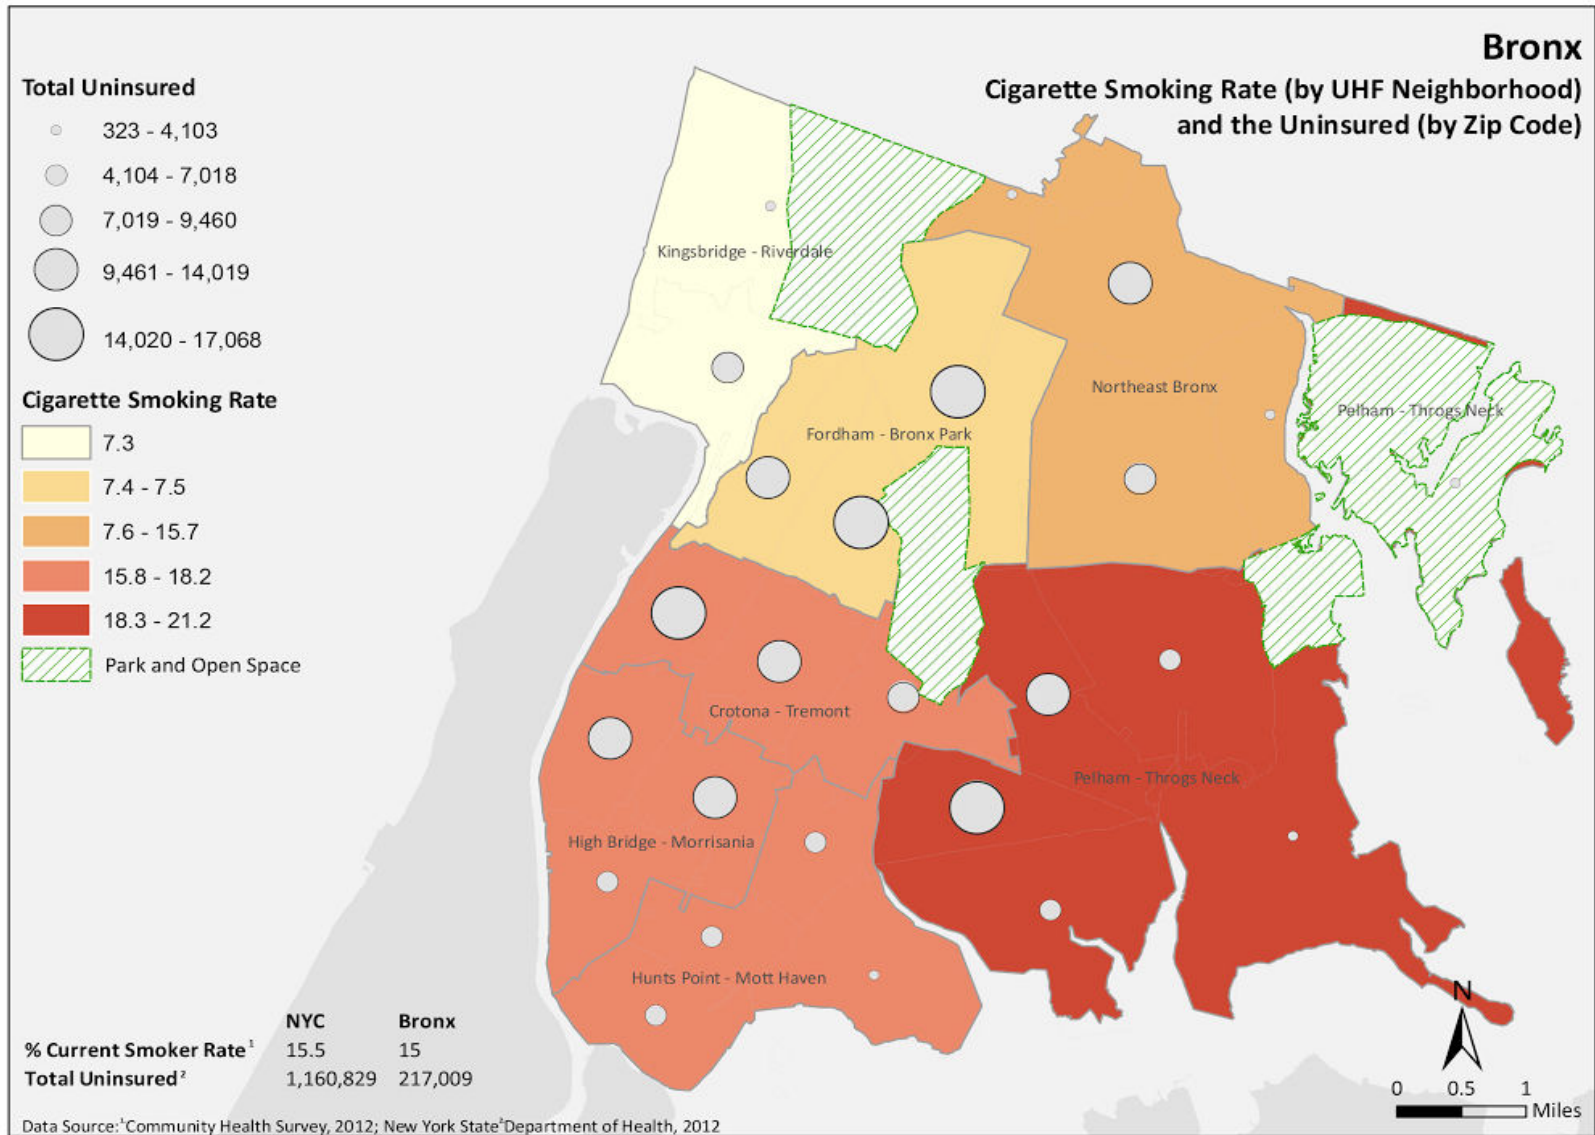 Bronx
Cigarette Smoking Rate (by UHF Neighborhood)
and the Uninsured (by Zip Code)
Total Uninsured
323 - 4,103
4,104 - 7,018
7,019 - 9,460
9,461 - 14,019
14,020 - 17,068
Cigarette Smoking Rate
7.3
7.4 - 7.5
7.6 - 15.7
15.8 - 18.2
18.3 - 21.2
Park and Open Space
Kingsbridge - Riverdale
Northeast Bronx
Pelham - Throgs Neck
Fordham - Bronx Park
Crotona - Tremont
Pelham - Throgs Neck
High Bridge - Morrisania
Hunts Point - Mott Haven
NYC Bronx
% Current Smoker Rate¹ 15.5 15
Total Uninsured² 1,160,829 217,009
Data Source:¹Community Health Survey, 2012; New York State²Department of Health, 2012
N
0 0.5 1
Miles